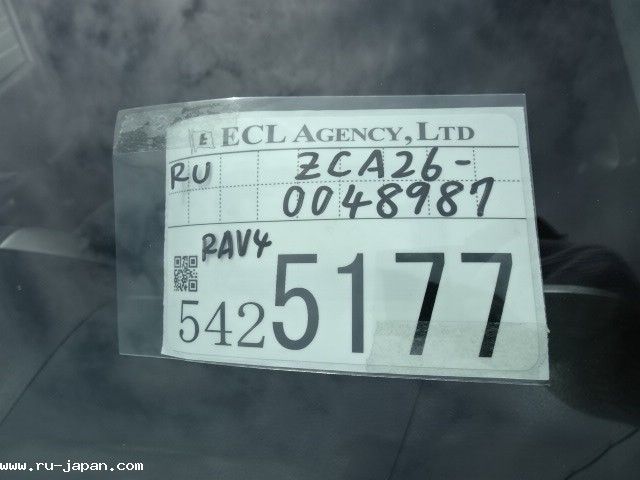 E ECL AGENCY, LTD
RU ZCA26-
0048987
RAV4
5425177
www.ru-japan.com